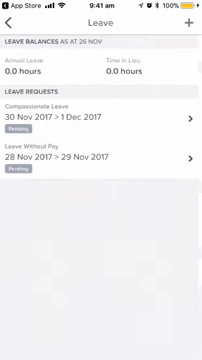 App Store 9:41 am 100%
Leave
LEAVE BALANCES AS AT 26 NOV
Annual Leave Time In Lieu
0.0 hours 0.0 hours
LEAVE REQUESTS
Compassionate Leave
30 Nov 2017 > 1 Dec 2017
Pending
Leave Without Pay
28 Nov 2017 > 29 Nov 2017
Pending